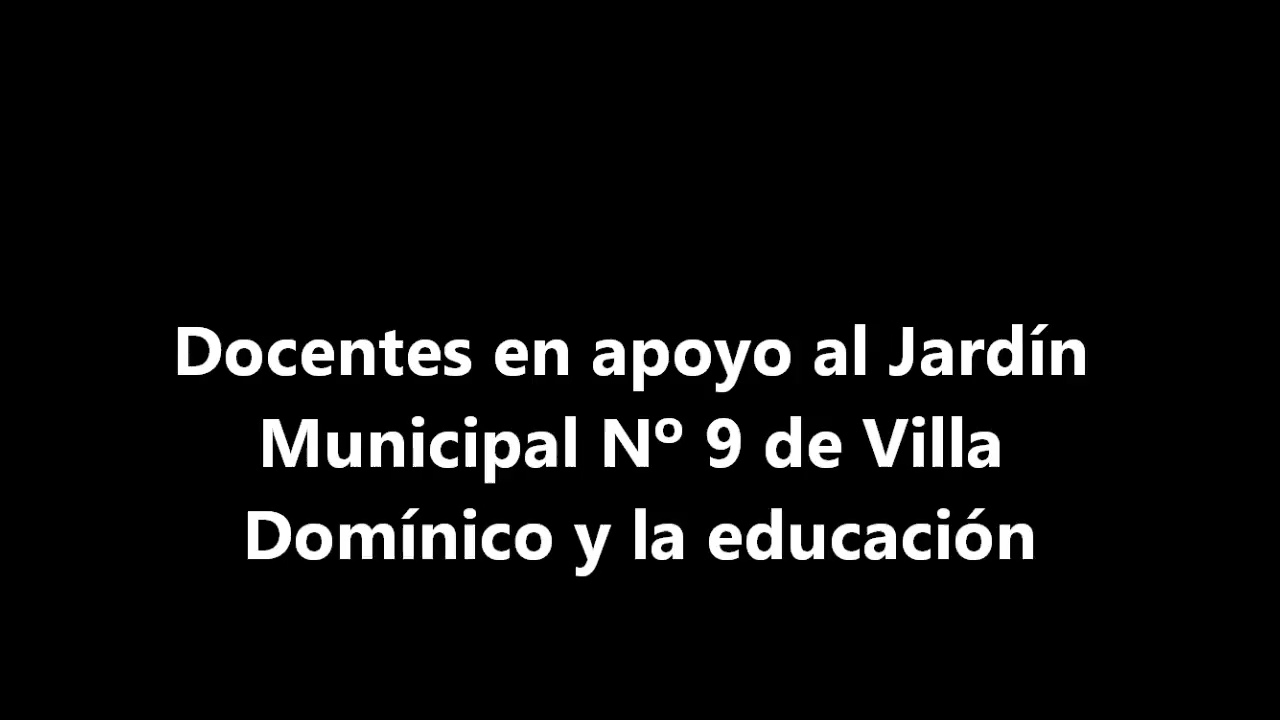 Docentes en apoyo al Jardín
Municipal Nº 9 de Villa
Domínico y la educación